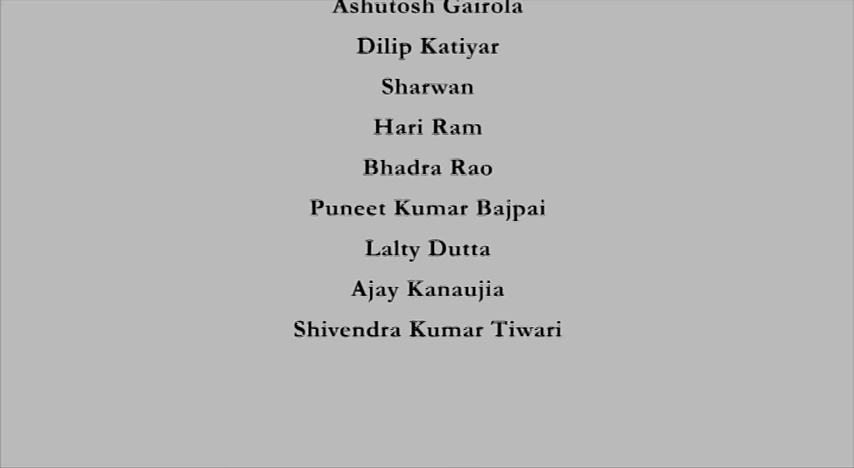 Ashutosh Gairola
Dilip Katiyar
Sharwan
Hari Ram
Bhadra Rao
Puneet Kumar Bajpai
Lalty Dutta
Ajay Kanaujia
Shivendra Kumar Tiwari